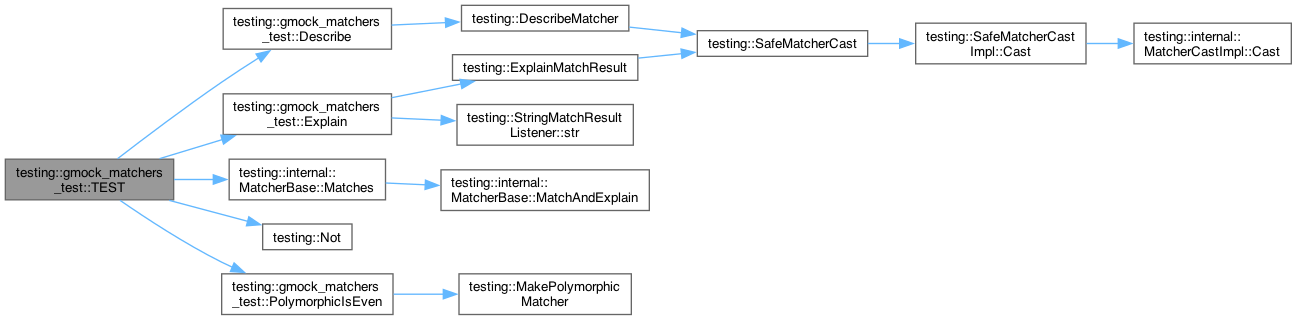 testing::gmock_matchers
_test::TEST
testing::gmock_matchers
_test::Describe
testing::DescribeMatcher
testing::SafeMatcherCast
testing::SafeMatcherCast
Impl::Cast
testing::internal::
MatcherCastImpl::Cast
testing::gmock_matchers
_test::Explain
testing::ExplainMatchResult
testing::StringMatchResult
Listener::str
testing::internal::
MatcherBase::Matches
testing::internal::
MatcherBase::MatchAndExplain
testing::Not
testing::gmock_matchers
_test::PolymorphicIsEven
testing::MakePolymorphic
Matcher